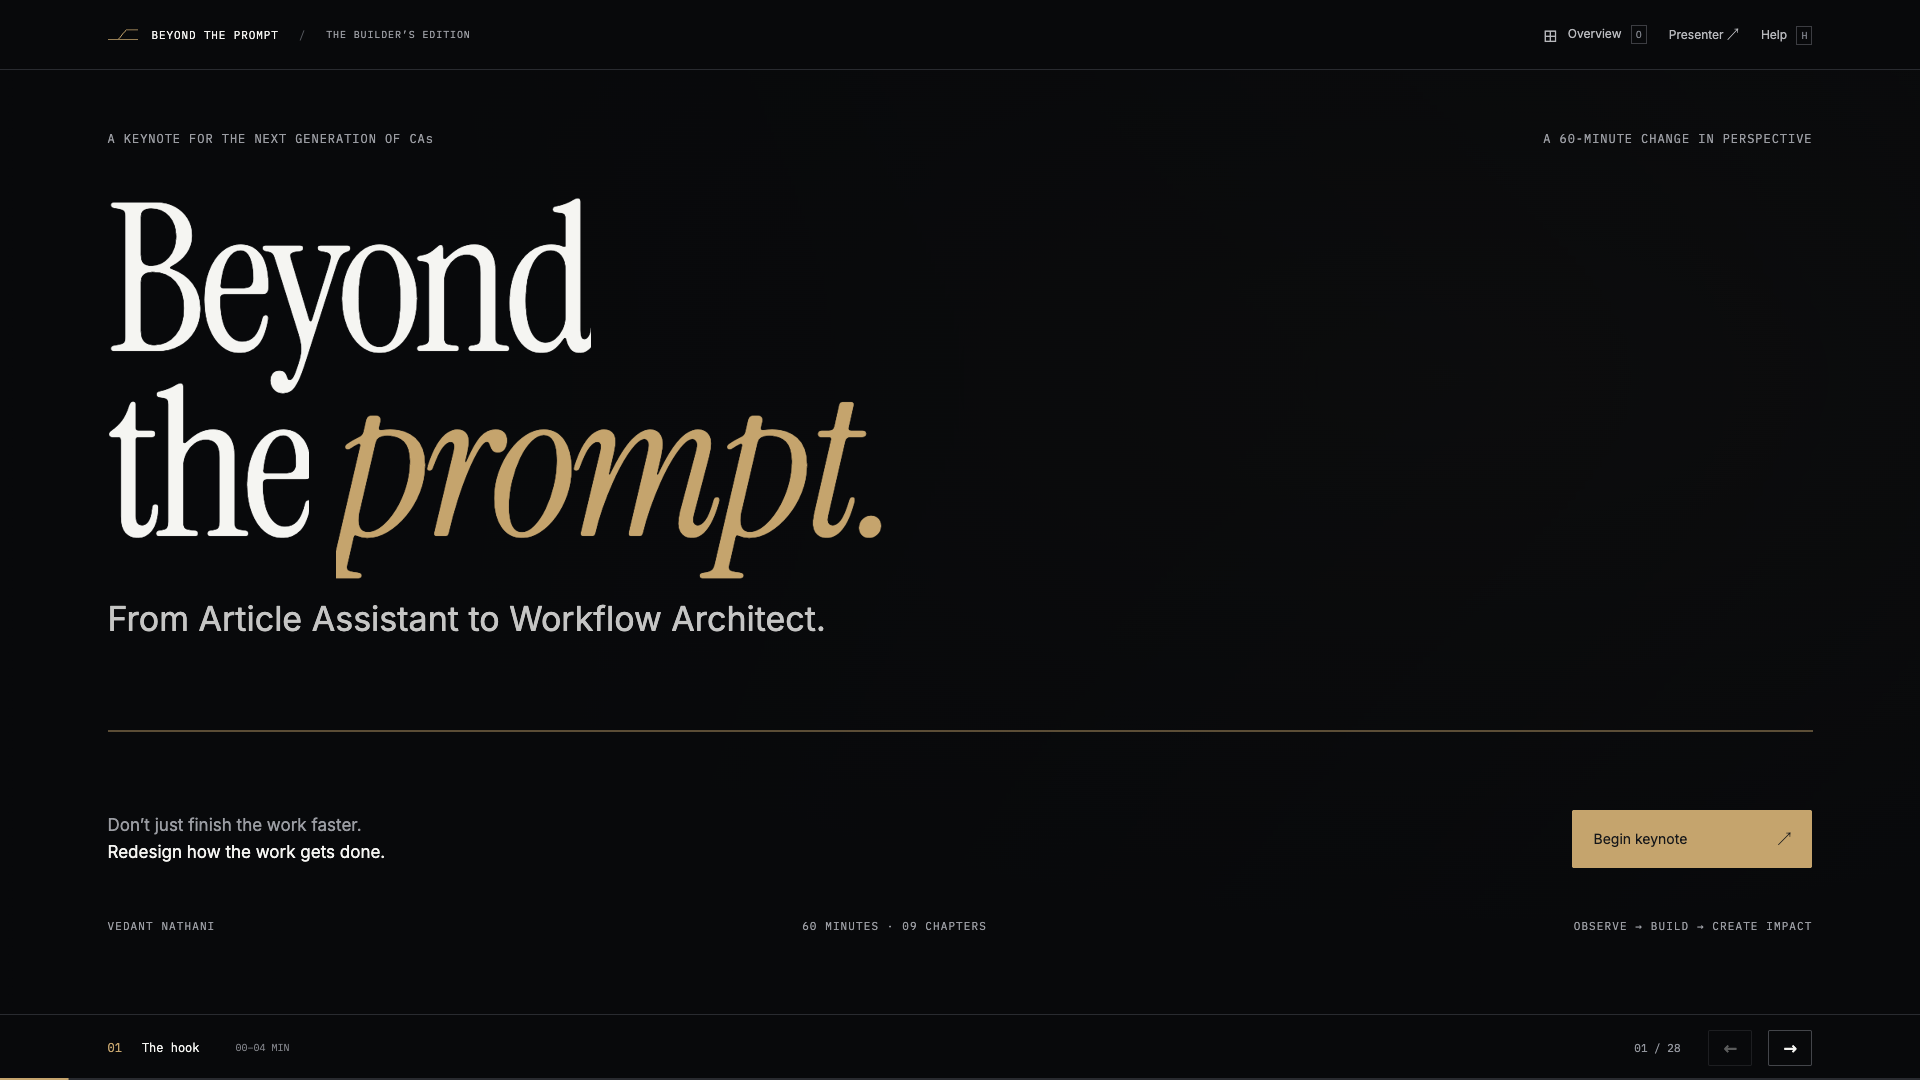 BEYOND THE PROMPT / THE BUILDER’S EDITION
Overview O Presenter ↗ Help H
A KEYNOTE FOR THE NEXT GENERATION OF CAs
A 60-MINUTE CHANGE IN PERSPECTIVE
Beyond
the prompt.
From Article Assistant to Workflow Architect.
Don’t just finish the work faster.
Redesign how the work gets done.
Begin keynote ↗
VEDANT NATHANI
60 MINUTES · 09 CHAPTERS
OBSERVE → BUILD → CREATE IMPACT
01 The hook 00–04 MIN
01 / 28 ← →